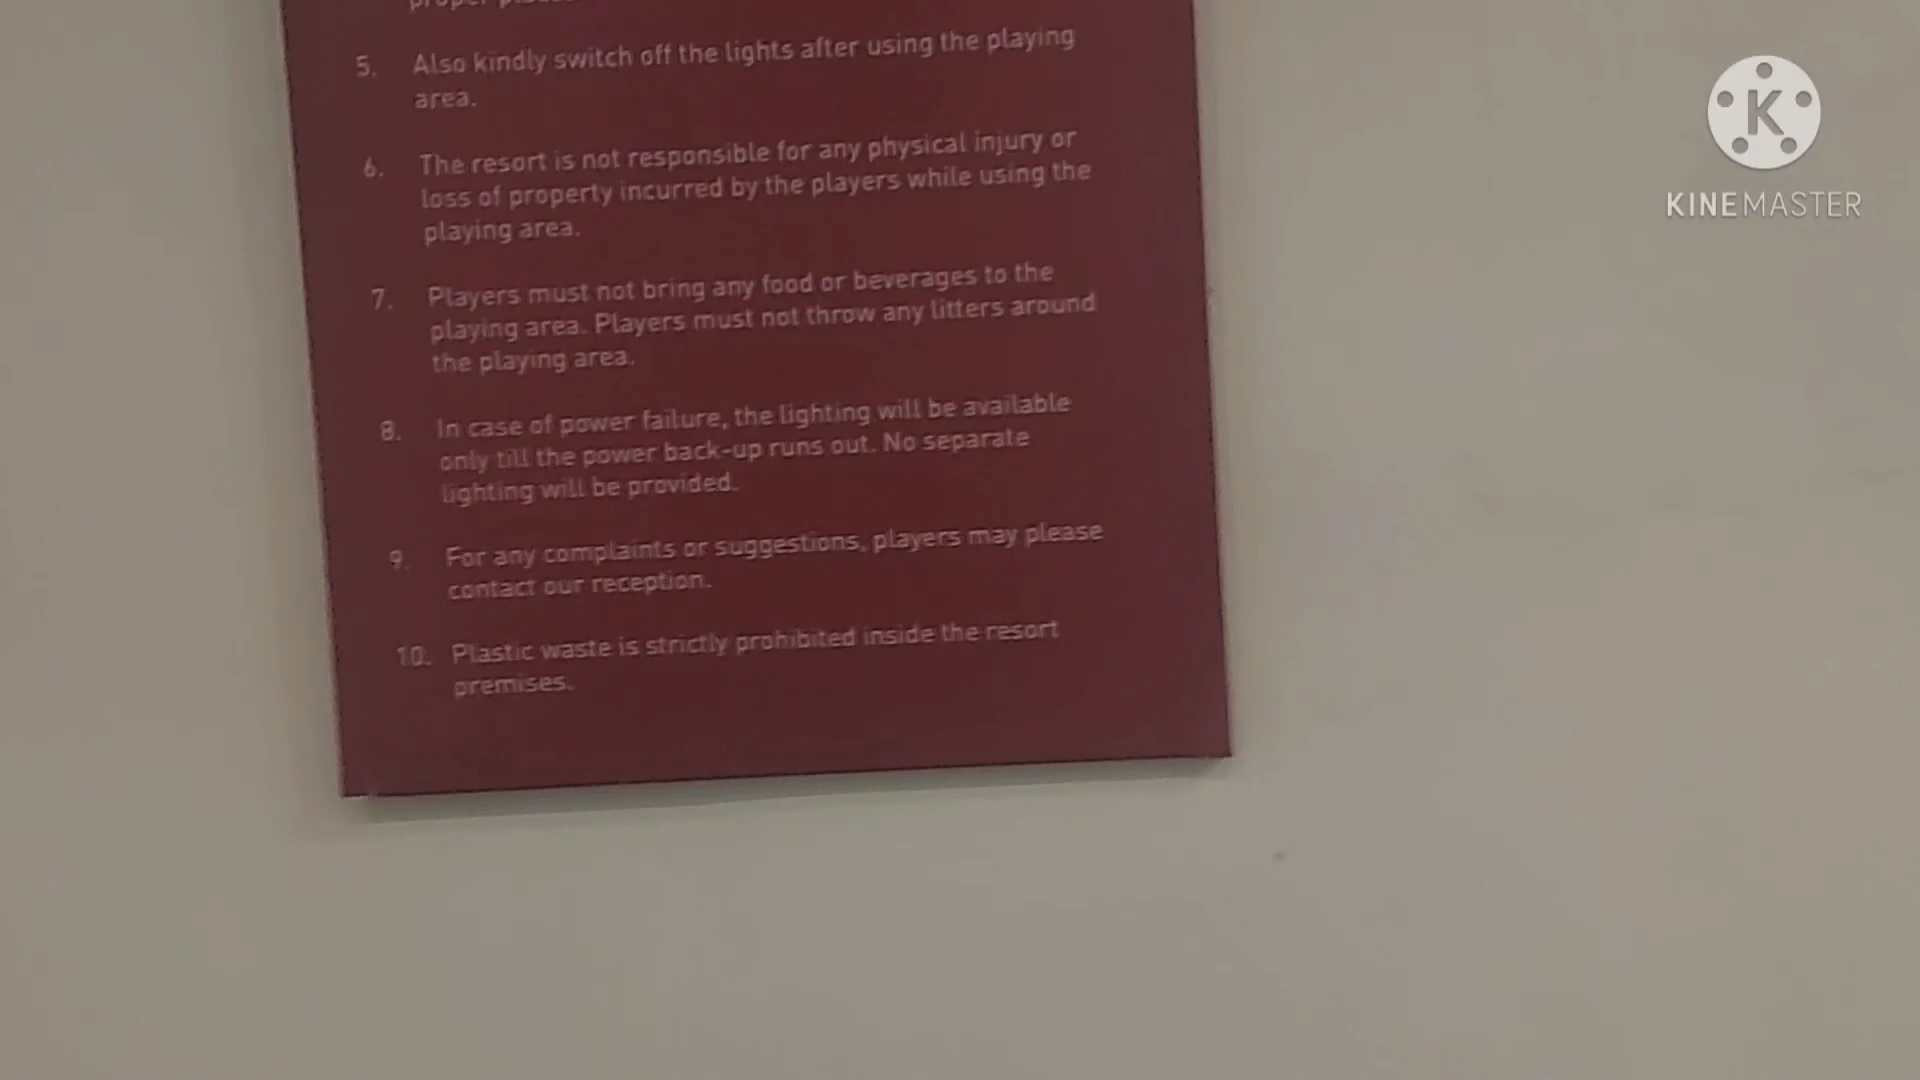 5. Also kindly switch off the lights after using the playing
area.
6. The resort is not responsible for any physical injury or
loss of property incurred by the players while using the
playing area.
7. Players must not bring any food or beverages to the
playing area. Players must not throw any litters around
the playing area.
8. In case of power failure, the lighting will be available
only till the power back-up runs out. No separate
lighting will be provided.
9. For any complaints or suggestions, players may please
contact our reception.
10. Plastic waste is strictly prohibited inside the resort
premises.
K
KINEMASTER